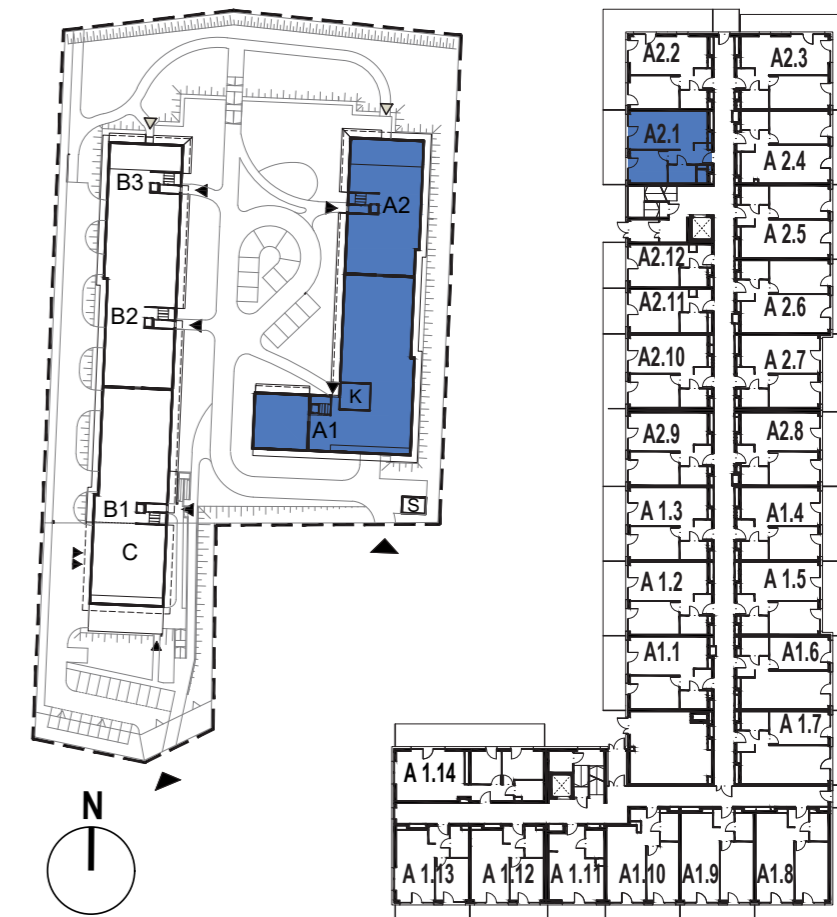 B3
A2
B2
K
A1
B1
S
C
N
A2.2
A2.3
A2.1
A 2.4
A 2.5
A2.12
A2.11
A 2.6
A2.10
A 2.7
A2.9
A2.8
A 1.3
A 1.4
A 1.2
A 1.5
A1.1
A1.6
A 1.7
A 1.14
A 1.13
A 1.12
A 1.11
A1.10
A1.9
A1.8